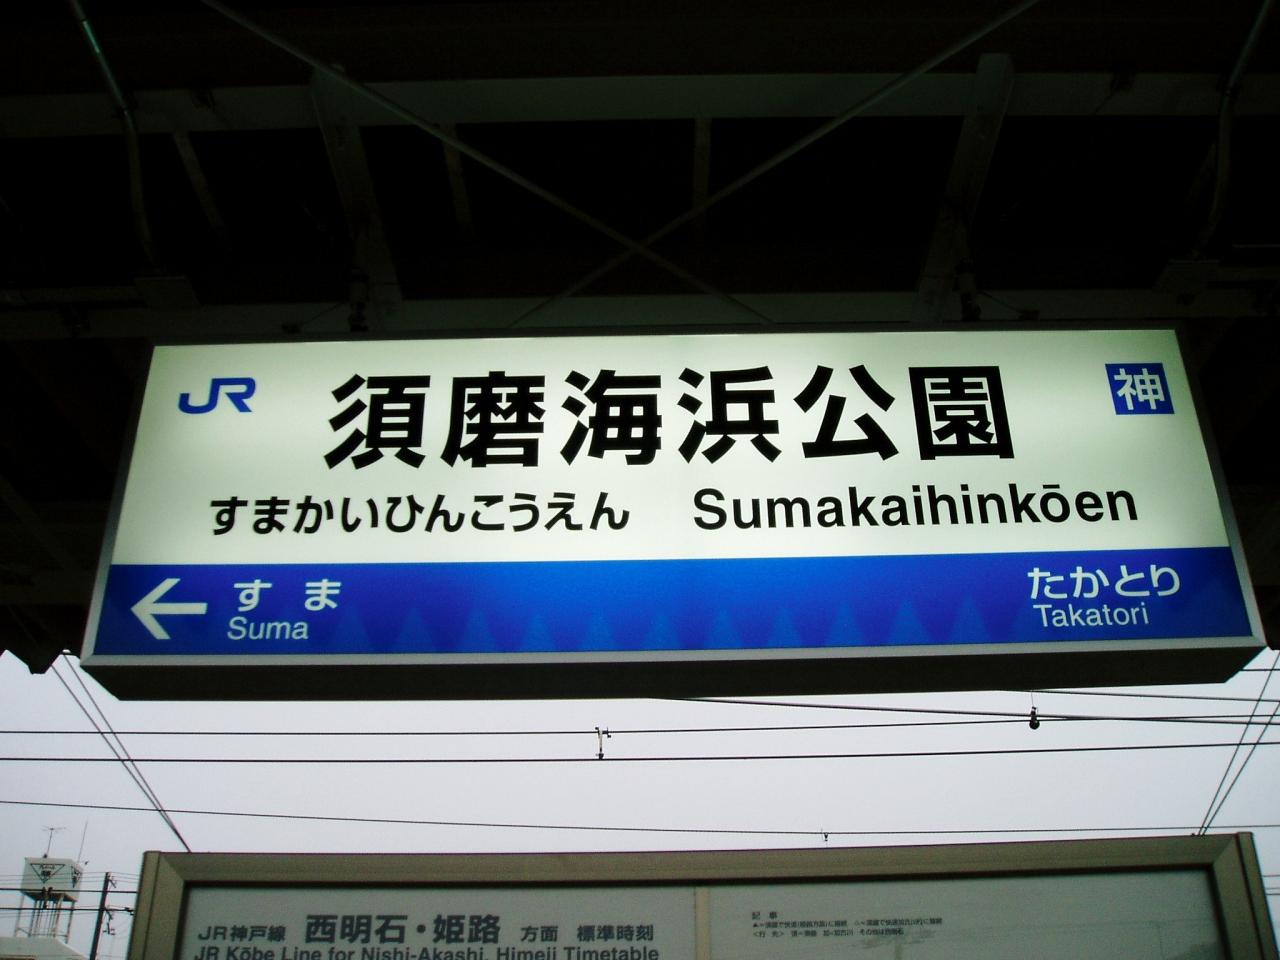 JR
須磨海浜公園
神
すまかいひんこうえん Sumakaihinkōen
すま
Suma
たかとり
Takatori
JR神戸線 西明石・姫路 方面 標準時刻
JR Kōbe Line for Nishi-Akashi, Himeji Timetable
記事